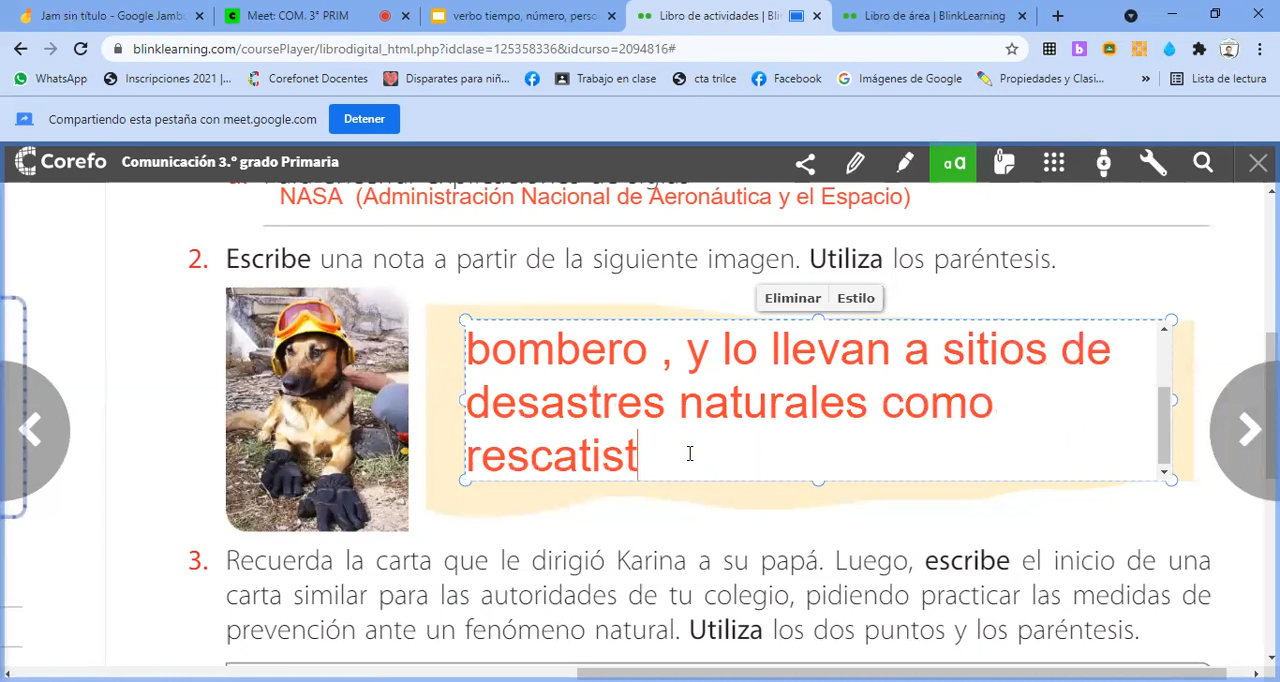 Jam sin título - Google Jamb
Meet: COM. 3° PRIM
verbo tiempo, número, perso
Libro de actividades | Bli
Libro de área | BlinkLearning
blinklearning.com/coursePlayer/librodigital_html.php?idclase=125358336&idcurso=2094816#
WhatsApp
Inscripciones 2021 |...
Corefonet Docentes
Disparates para niñ...
Trabajo en clase
cta trilce
Facebook
Imágenes de Google
Propiedades y Clasi...
»
Lista de lectura
Compartiendo esta pestaña con meet.google.com
Detener
Corefo
Comunicación 3.º grado Primaria
aa
NASA (Administración Nacional de Aeronáutica y el Espacio)
2. Escribe una nota a partir de la siguiente imagen. Utiliza los paréntesis.
Eliminar Estilo
bombero , y lo llevan a sitios de
desastres naturales como
rescatist
3. Recuerda la carta que le dirigió Karina a su papá. Luego, escribe el inicio de una
carta similar para las autoridades de tu colegio, pidiendo practicar las medidas de
prevención ante un fenómeno natural. Utiliza los dos puntos y los paréntesis.